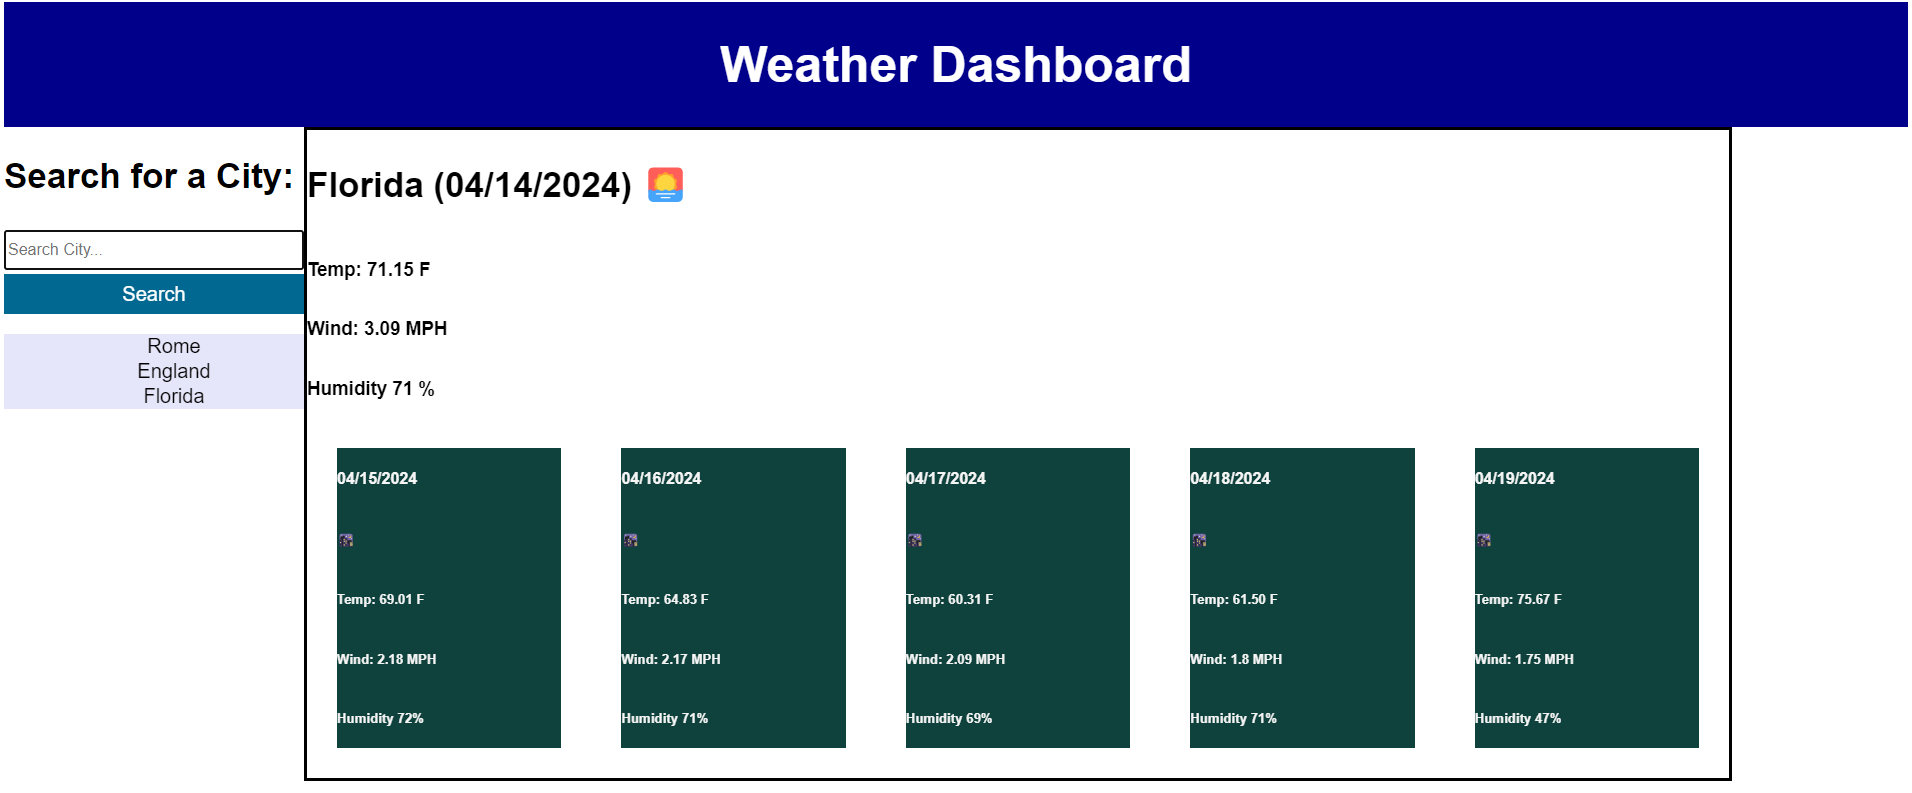 Weather Dashboard
Search for a City:
Search City...
Search
Rome
England
Florida
Florida (04/14/2024)
Temp: 71.15 F
Wind: 3.09 MPH
Humidity 71 %
04/15/2024
Temp: 69.01 F
Wind: 2.18 MPH
Humidity 72%
04/16/2024
Temp: 64.83 F
Wind: 2.17 MPH
Humidity 71%
04/17/2024
Temp: 60.31 F
Wind: 2.09 MPH
Humidity 69%
04/18/2024
Temp: 61.50 F
Wind: 1.8 MPH
Humidity 71%
04/19/2024
Temp: 75.67 F
Wind: 1.75 MPH
Humidity 47%